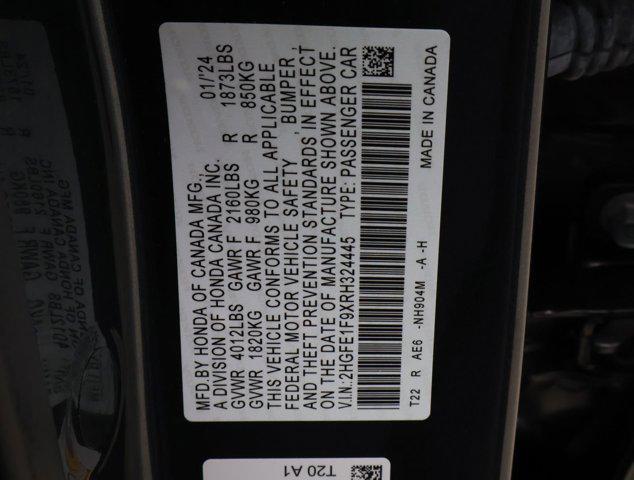 MFD.BY HONDA OF CANADA MFG., 01/'24
A DIVISION OF HONDA CANADA INC.
GVWR 4012LBS GAWR F 2160LBS R 1873LBS
GVWR 1820KG GAWR F 980KG R 850KG
THIS VEHICLE CONFORMS TO ALL APPLICABLE
FEDERAL MOTOR VEHICLE SAFETY , BUMPER ,
AND THEFT PREVENTION STANDARDS IN EFFECT
ON THE DATE OF MANUFACTURE SHOWN ABOVE.
V.I.N.:2HGFE1F9XRH324445 TYPE: PASSENGER CAR
T22 R AE6 -NH904M -A -H MADE IN CANADA
T20 A1